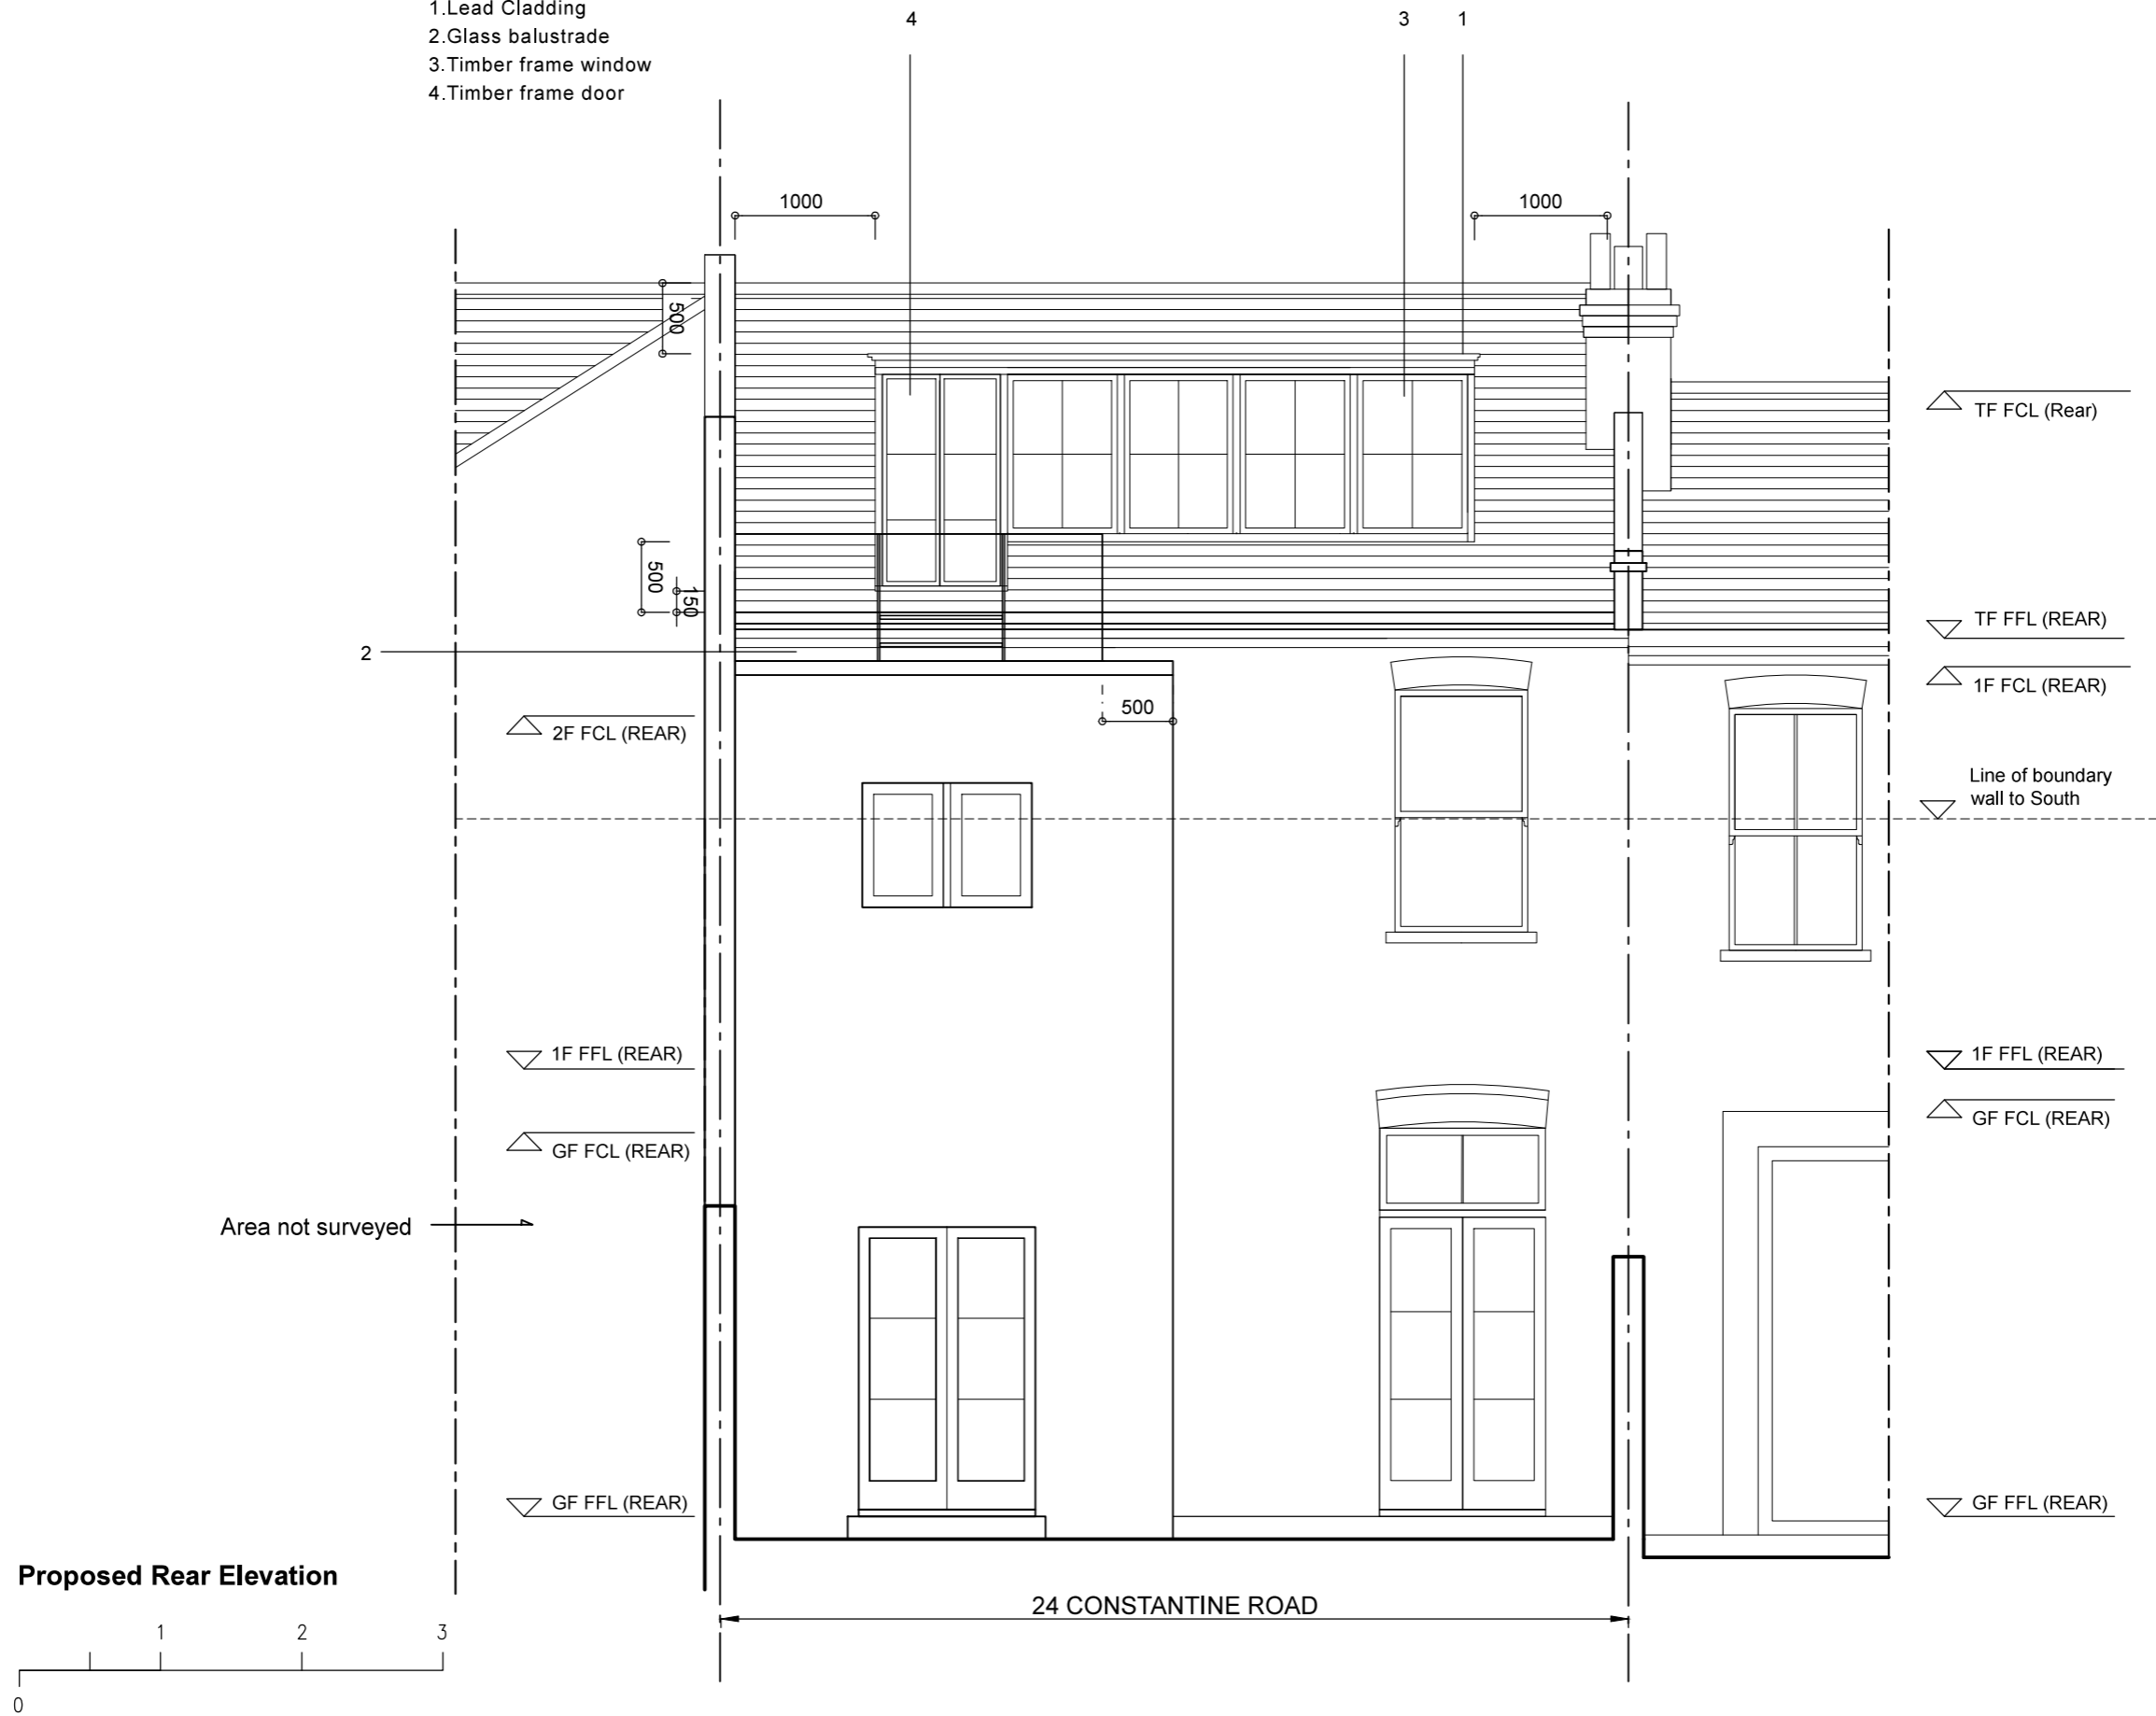 1.Lead Cladding
2.Glass balustrade
3.Timber frame window
4.Timber frame door
4
3
1
1000
1000
500
TF FCL (Rear)
500
150
TF FFL (REAR)
2
1F FCL (REAR)
500
2F FCL (REAR)
Line of boundary
wall to South
1F FFL (REAR)
1F FFL (REAR)
GF FCL (REAR)
GF FCL (REAR)
Area not surveyed
GF FFL (REAR)
GF FFL (REAR)
Proposed Rear Elevation
24 CONSTANTINE ROAD
1
2
3
0